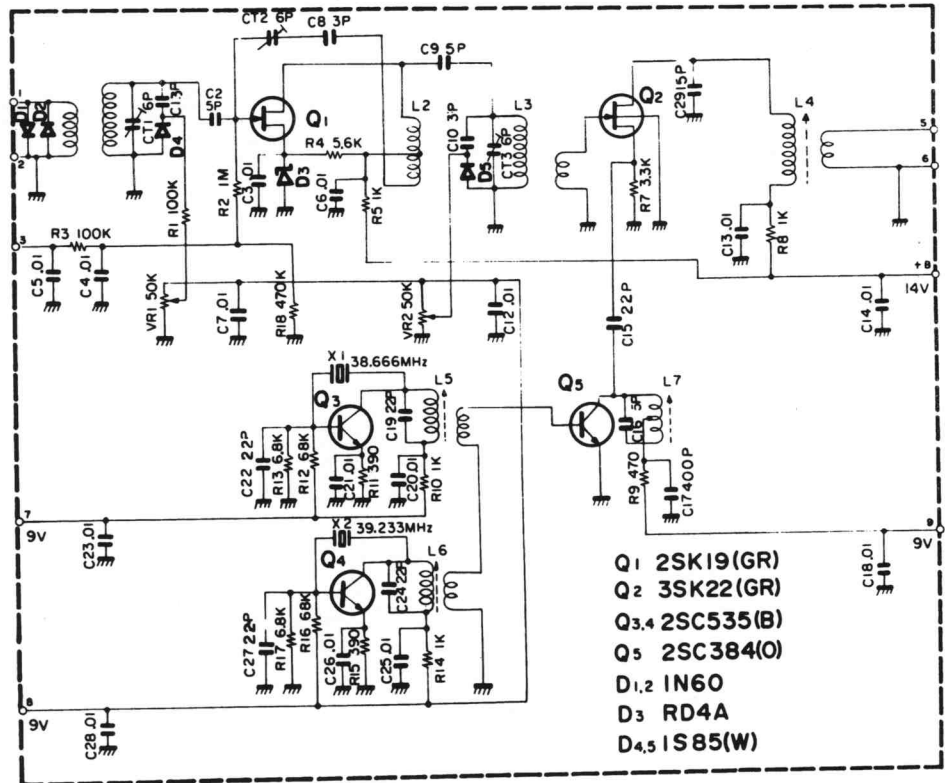 CT2 6P
C8 3P
C9 5P
1
D1
D2
CT1 6P
C1 3P
D4
C2
5P
Q1
R4 5.6K
D3
C3 .01
C6 .01
R5 1K
L2
C10 3P
D5
CT3 6P
L3
Q2
C29 15P
R7 3.3K
L4
5
6
2
R1 100K
R2 1M
C13 .01
R8 1K
3
R3 100K
C5 .01
C4 .01
VR1 50K
C7 .01
R18 470K
VR2 50K
C12 .01
C15 22P
+8
14V
C14 .01
X1
38.666MHz
Q3
C19 22P
L5
Q5
C16 5P
L7
C22 22P
R13 6.8K
R12 68K
C21 .01
R11 390
C20 .01
R10 1K
R9 470
C17 400P
7
9V
C23 .01
X2
39.233MHz
9
9V
C18 .01
Q4
C24 22P
L6
C27 22P
R17 6.8K
R16 68K
C26 .01
R15 390
C25 .01
R14 1K
8
9V
C28 .01
Q1 2SK19(GR)
Q2 3SK22(GR)
Q3,4 2SC535(B)
Q5 2SC384(O)
D1,2 1N60
D3 RD4A
D4,5 1S85(W)